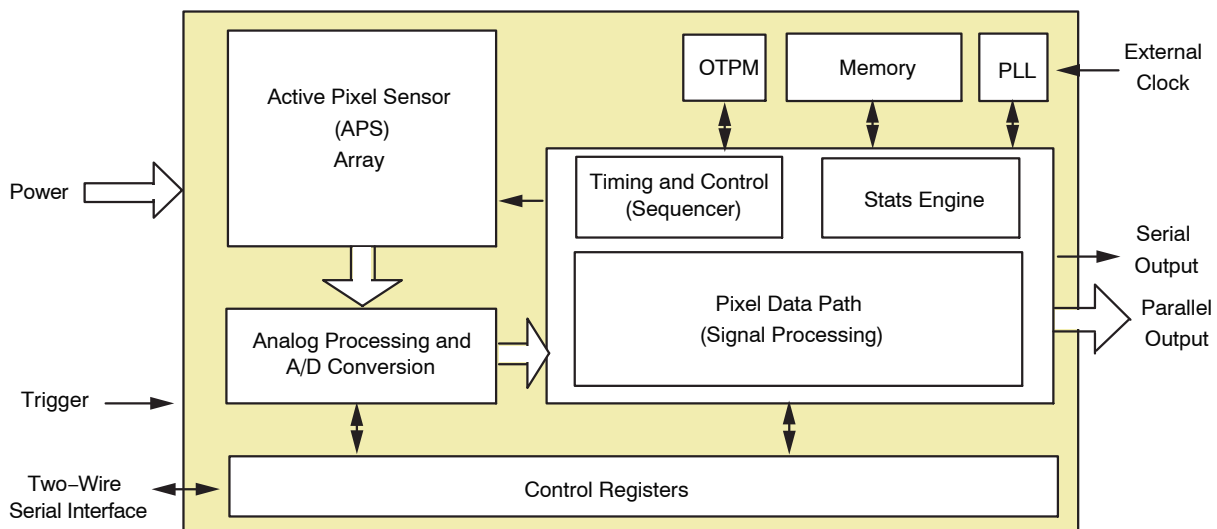 Active Pixel Sensor
(APS)
Array
OTPM
Memory
PLL
External
Clock
Power
Timing and Control
(Sequencer)
Stats Engine
Serial
Output
Pixel Data Path
(Signal Processing)
Parallel
Output
Analog Processing and
A/D Conversion
Trigger
Two−Wire
Serial Interface
Control Registers